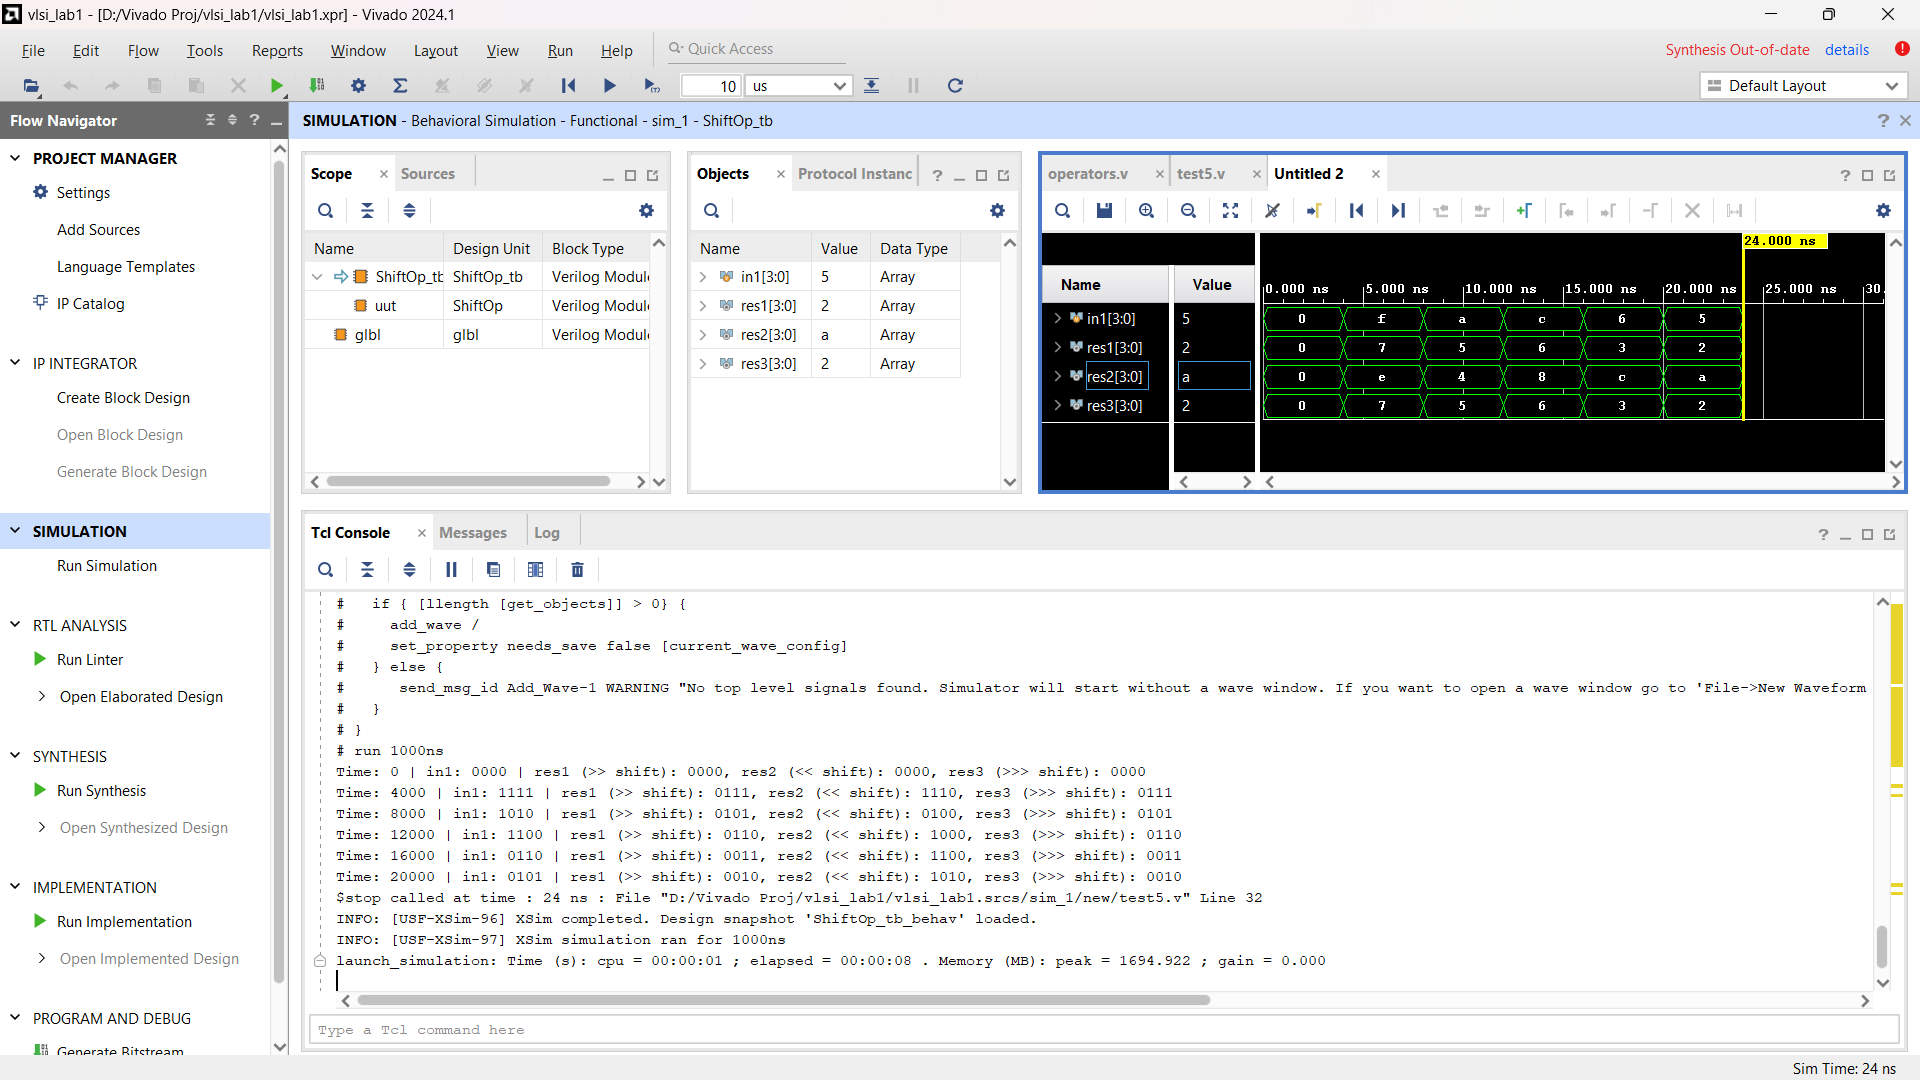 vlsi_lab1 - [D:/Vivado Proj/vlsi_lab1/vlsi_lab1.xpr] - Vivado 2024.1
File Edit Flow Tools Reports Window Layout View Run Help Quick Access
Synthesis Out-of-date details
10 us Default Layout
Flow Navigator
SIMULATION - Behavioral Simulation - Functional - sim_1 - ShiftOp_tb
PROJECT MANAGER
Settings
Add Sources
Language Templates
IP Catalog
IP INTEGRATOR
Create Block Design
Open Block Design
Generate Block Design
SIMULATION
Run Simulation
RTL ANALYSIS
Run Linter
Open Elaborated Design
SYNTHESIS
Run Synthesis
Open Synthesized Design
IMPLEMENTATION
Run Implementation
Open Implemented Design
PROGRAM AND DEBUG
Generate Bitstream
Scope Sources
Name Design Unit Block Type
ShiftOp_tb ShiftOp_tb Verilog Modul
uut ShiftOp Verilog Modul
glbl glbl Verilog Modul
Objects Protocol Instanc
Name Value Data Type
in1[3:0] 5 Array
res1[3:0] 2 Array
res2[3:0] a Array
res3[3:0] 2 Array
operators.v test5.v Untitled 2
24.000 ns
Name Value 0.000 ns 5.000 ns 10.000 ns 15.000 ns 20.000 ns 25.000 ns 30.
in1[3:0] 5 0 f a c 6 5
res1[3:0] 2 0 7 5 6 3 2
res2[3:0] a 0 e 4 8 c a
res3[3:0] 2 0 7 5 6 3 2
Tcl Console Messages Log
# if { [llength [get_objects]] > 0} {
# add_wave /
# set_property needs_save false [current_wave_config]
# } else {
# send_msg_id Add_Wave-1 WARNING "No top level signals found. Simulator will start without a wave window. If you want to open a wave window go to 'File->New Waveform
# }
# }
# run 1000ns
Time: 0 | in1: 0000 | res1 (>> shift): 0000, res2 (<< shift): 0000, res3 (>>> shift): 0000
Time: 4000 | in1: 1111 | res1 (>> shift): 0111, res2 (<< shift): 1110, res3 (>>> shift): 0111
Time: 8000 | in1: 1010 | res1 (>> shift): 0101, res2 (<< shift): 0100, res3 (>>> shift): 0101
Time: 12000 | in1: 1100 | res1 (>> shift): 0110, res2 (<< shift): 1000, res3 (>>> shift): 0110
Time: 16000 | in1: 0110 | res1 (>> shift): 0011, res2 (<< shift): 1100, res3 (>>> shift): 0011
Time: 20000 | in1: 0101 | res1 (>> shift): 0010, res2 (<< shift): 1010, res3 (>>> shift): 0010
$stop called at time : 24 ns : File "D:/Vivado Proj/vlsi_lab1/vlsi_lab1.srcs/sim_1/new/test5.v" Line 32
INFO: [USF-XSim-96] XSim completed. Design snapshot 'ShiftOp_tb_behav' loaded.
INFO: [USF-XSim-97] XSim simulation ran for 1000ns
launch_simulation: Time (s): cpu = 00:00:01 ; elapsed = 00:00:08 . Memory (MB): peak = 1694.922 ; gain = 0.000
Type a Tcl command here
Sim Time: 24 ns